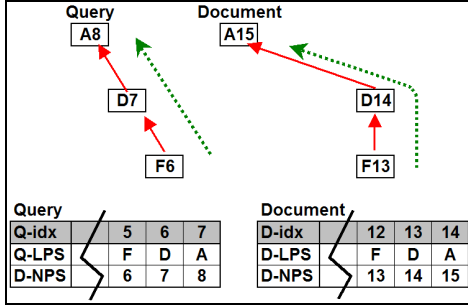 Query Document
A8 A15
D7 D14
F6 F13
Query
Q-idx 5 6 7
Q-LPS F D A
D-NPS 6 7 8
Document
D-idx 12 13 14
D-LPS F D A
D-NPS 13 14 15